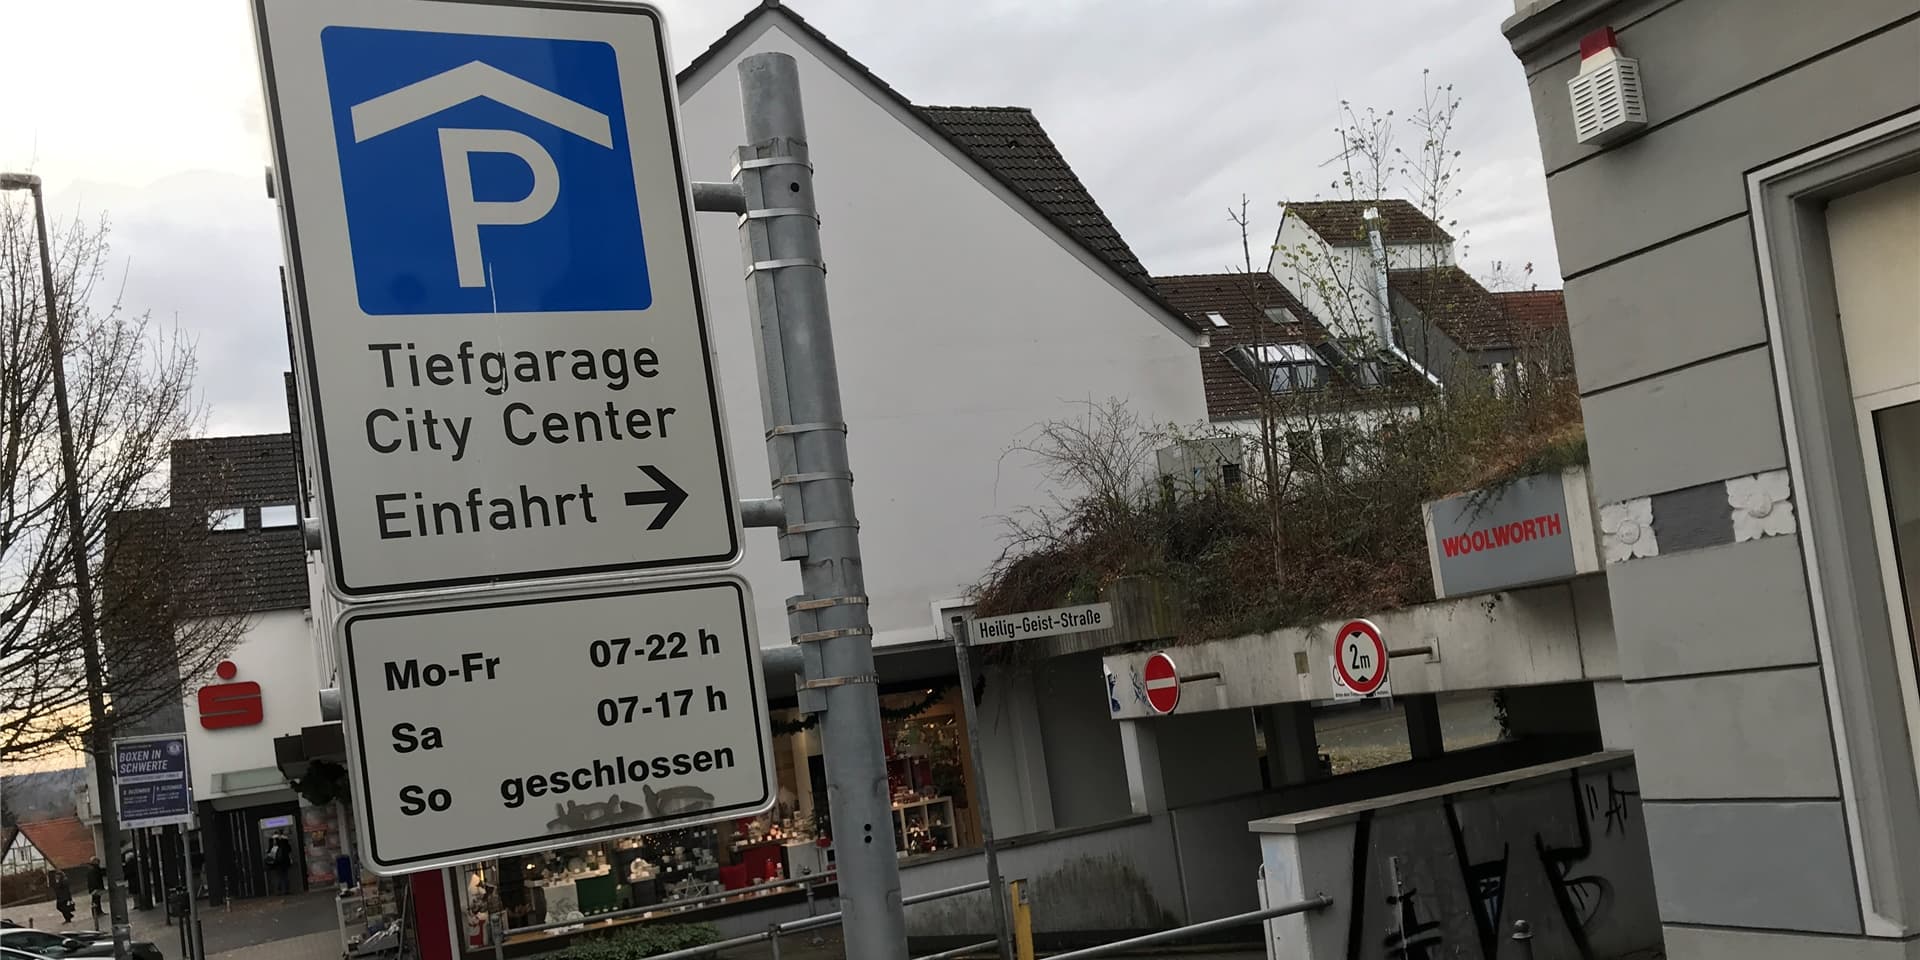 P
Tiefgarage
City Center
Einfahrt
Mo-Fr 07-22 h
Sa 07-17 h
So geschlossen
Heilig-Geist-Straße
WOOLWORTH
2m
BOXEN IN
SCHWERTE